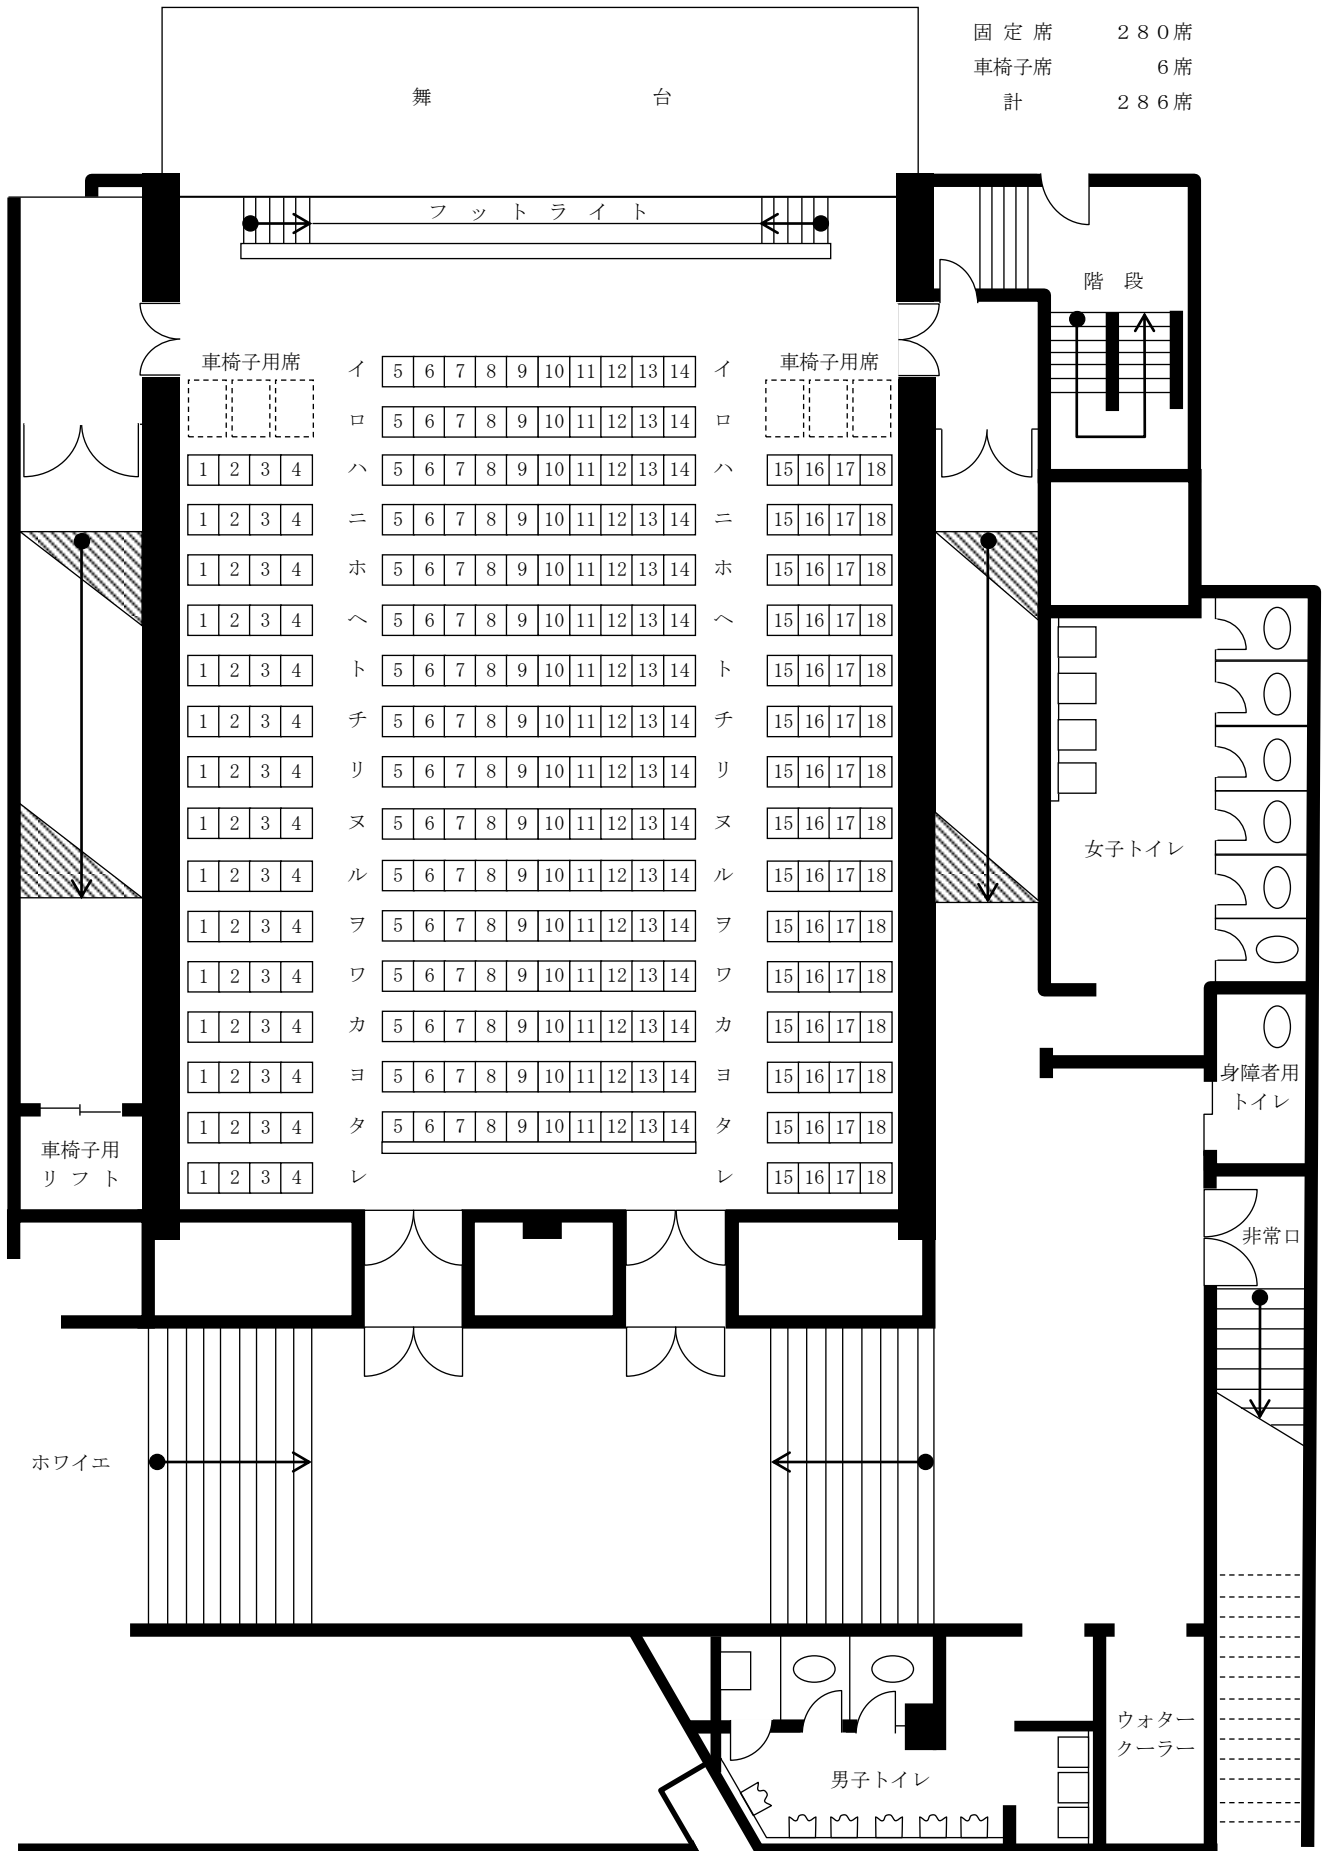 固定席 ２８０席
車椅子席 ６席
計 ２８６席
舞 台
フットライト
階 段
車椅子用席 車椅子用席
イ 5 6 7 8 9 10 11 12 13 14 イ
ロ 5 6 7 8 9 10 11 12 13 14 ロ
1 2 3 4 ハ 5 6 7 8 9 10 11 12 13 14 ハ 15 16 17 18
1 2 3 4 ニ 5 6 7 8 9 10 11 12 13 14 ニ 15 16 17 18
1 2 3 4 ホ 5 6 7 8 9 10 11 12 13 14 ホ 15 16 17 18
1 2 3 4 ヘ 5 6 7 8 9 10 11 12 13 14 ヘ 15 16 17 18
1 2 3 4 ト 5 6 7 8 9 10 11 12 13 14 ト 15 16 17 18
1 2 3 4 チ 5 6 7 8 9 10 11 12 13 14 チ 15 16 17 18
1 2 3 4 リ 5 6 7 8 9 10 11 12 13 14 リ 15 16 17 18
1 2 3 4 ヌ 5 6 7 8 9 10 11 12 13 14 ヌ 15 16 17 18
女子トイレ
1 2 3 4 ル 5 6 7 8 9 10 11 12 13 14 ル 15 16 17 18
1 2 3 4 ヲ 5 6 7 8 9 10 11 12 13 14 ヲ 15 16 17 18
1 2 3 4 ワ 5 6 7 8 9 10 11 12 13 14 ワ 15 16 17 18
1 2 3 4 カ 5 6 7 8 9 10 11 12 13 14 カ 15 16 17 18
1 2 3 4 ヨ 5 6 7 8 9 10 11 12 13 14 ヨ 15 16 17 18
身障者用
トイレ
1 2 3 4 タ 5 6 7 8 9 10 11 12 13 14 タ 15 16 17 18
車椅子用
リフト
1 2 3 4 レ レ 15 16 17 18
非常口
ホワイエ
ウォター
クーラー
男子トイレ